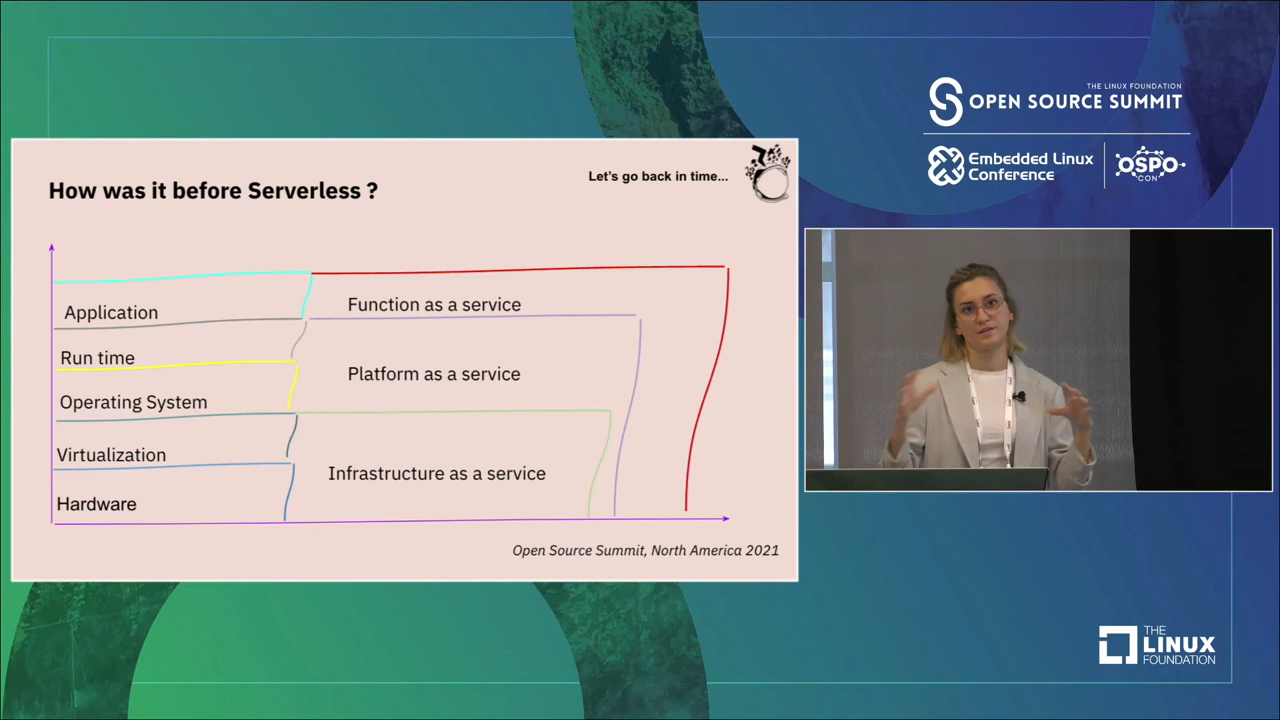 THE LINUX FOUNDATION
OPEN SOURCE SUMMIT
Embedded Linux
Conference
OSPO
CON
Let's go back in time...
How was it before Serverless ?
Application
Function as a service
Run time
Platform as a service
Operating System
Virtualization
Infrastructure as a service
Hardware
Open Source Summit, North America 2021
THE
LINUX
FOUNDATION